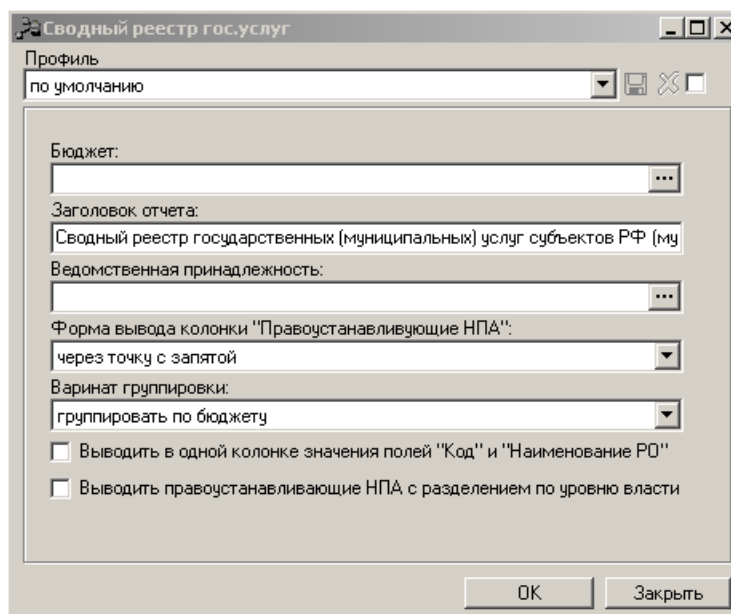 Сводный реестр гос.услуг
Профиль
по умолчанию
Бюджет:
Заголовок отчета:
Сводный реестр государственных (муниципальных) услуг субъектов РФ (му
Ведомственная принадлежность:
Форма вывода колонки "Правоустанавливующие НПА":
через точку с запятой
Варинат группировки:
группировать по бюджету
Выводить в одной колонке значения полей "Код" и "Наименование РО"
Выводить правоустанавливающие НПА с разделением по уровню власти
OK
Закрыть